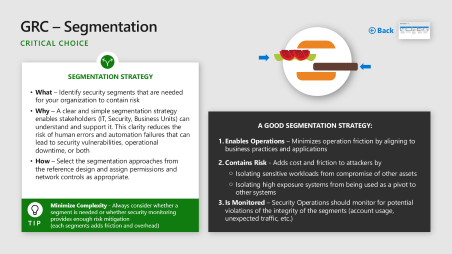 GRC – Segmentation
CRITICAL CHOICE
Back
SEGMENTATION STRATEGY
• What – Identify security segments that are needed
for your organization to contain risk
• Why – A clear and simple segmentation strategy
enables stakeholders (IT, Security, Business Units) can
understand and support it. This clarity reduces the
risk of human errors and automation failures that can
lead to security vulnerabilities, operational
downtime, or both
• How – Select the segmentation approaches from
the reference design and assign permissions and
network controls as appropriate.
TIP
Minimize Complexity - Always consider whether a
segment is needed or whether security monitoring
provides enough risk mitigation
(each segments adds friction and overhead)
A GOOD SEGMENTATION STRATEGY:
1. Enables Operations – Minimizes operation friction by aligning to
business practices and applications
2. Contains Risk - Adds cost and friction to attackers by
○ Isolating sensitive workloads from compromise of other assets
○ Isolating high exposure systems from being used as a pivot to
other systems
3. Is Monitored – Security Operations should monitor for potential
violations of the integrity of the segments (account usage,
unexpected traffic, etc.)